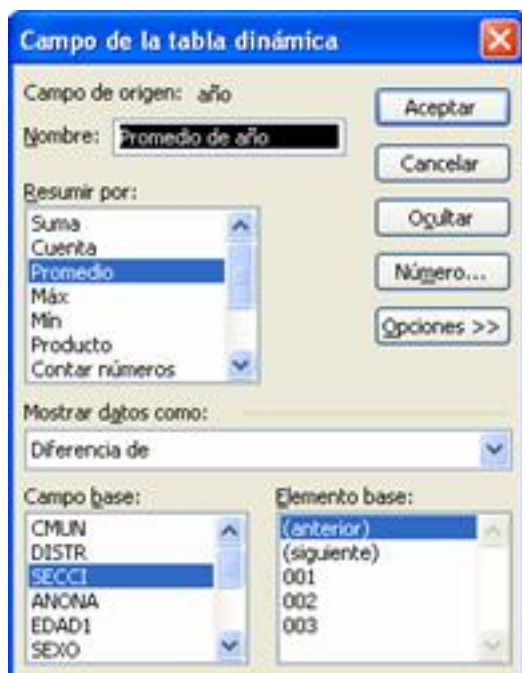 Campo de la tabla dinámica
Campo de origen: año
Nombre: Promedio de año
Aceptar
Cancelar
Ocultar
Número...
Opciones >>
Resumir por:
Suma
Cuenta
Promedio
Máx
Mín
Producto
Contar números
Mostrar datos como:
Diferencia de
Campo base:
CMUN
DISTR
SECCI
ANONA
EDAD1
SEXO
Elemento base:
(anterior)
(siguiente)
001
002
003